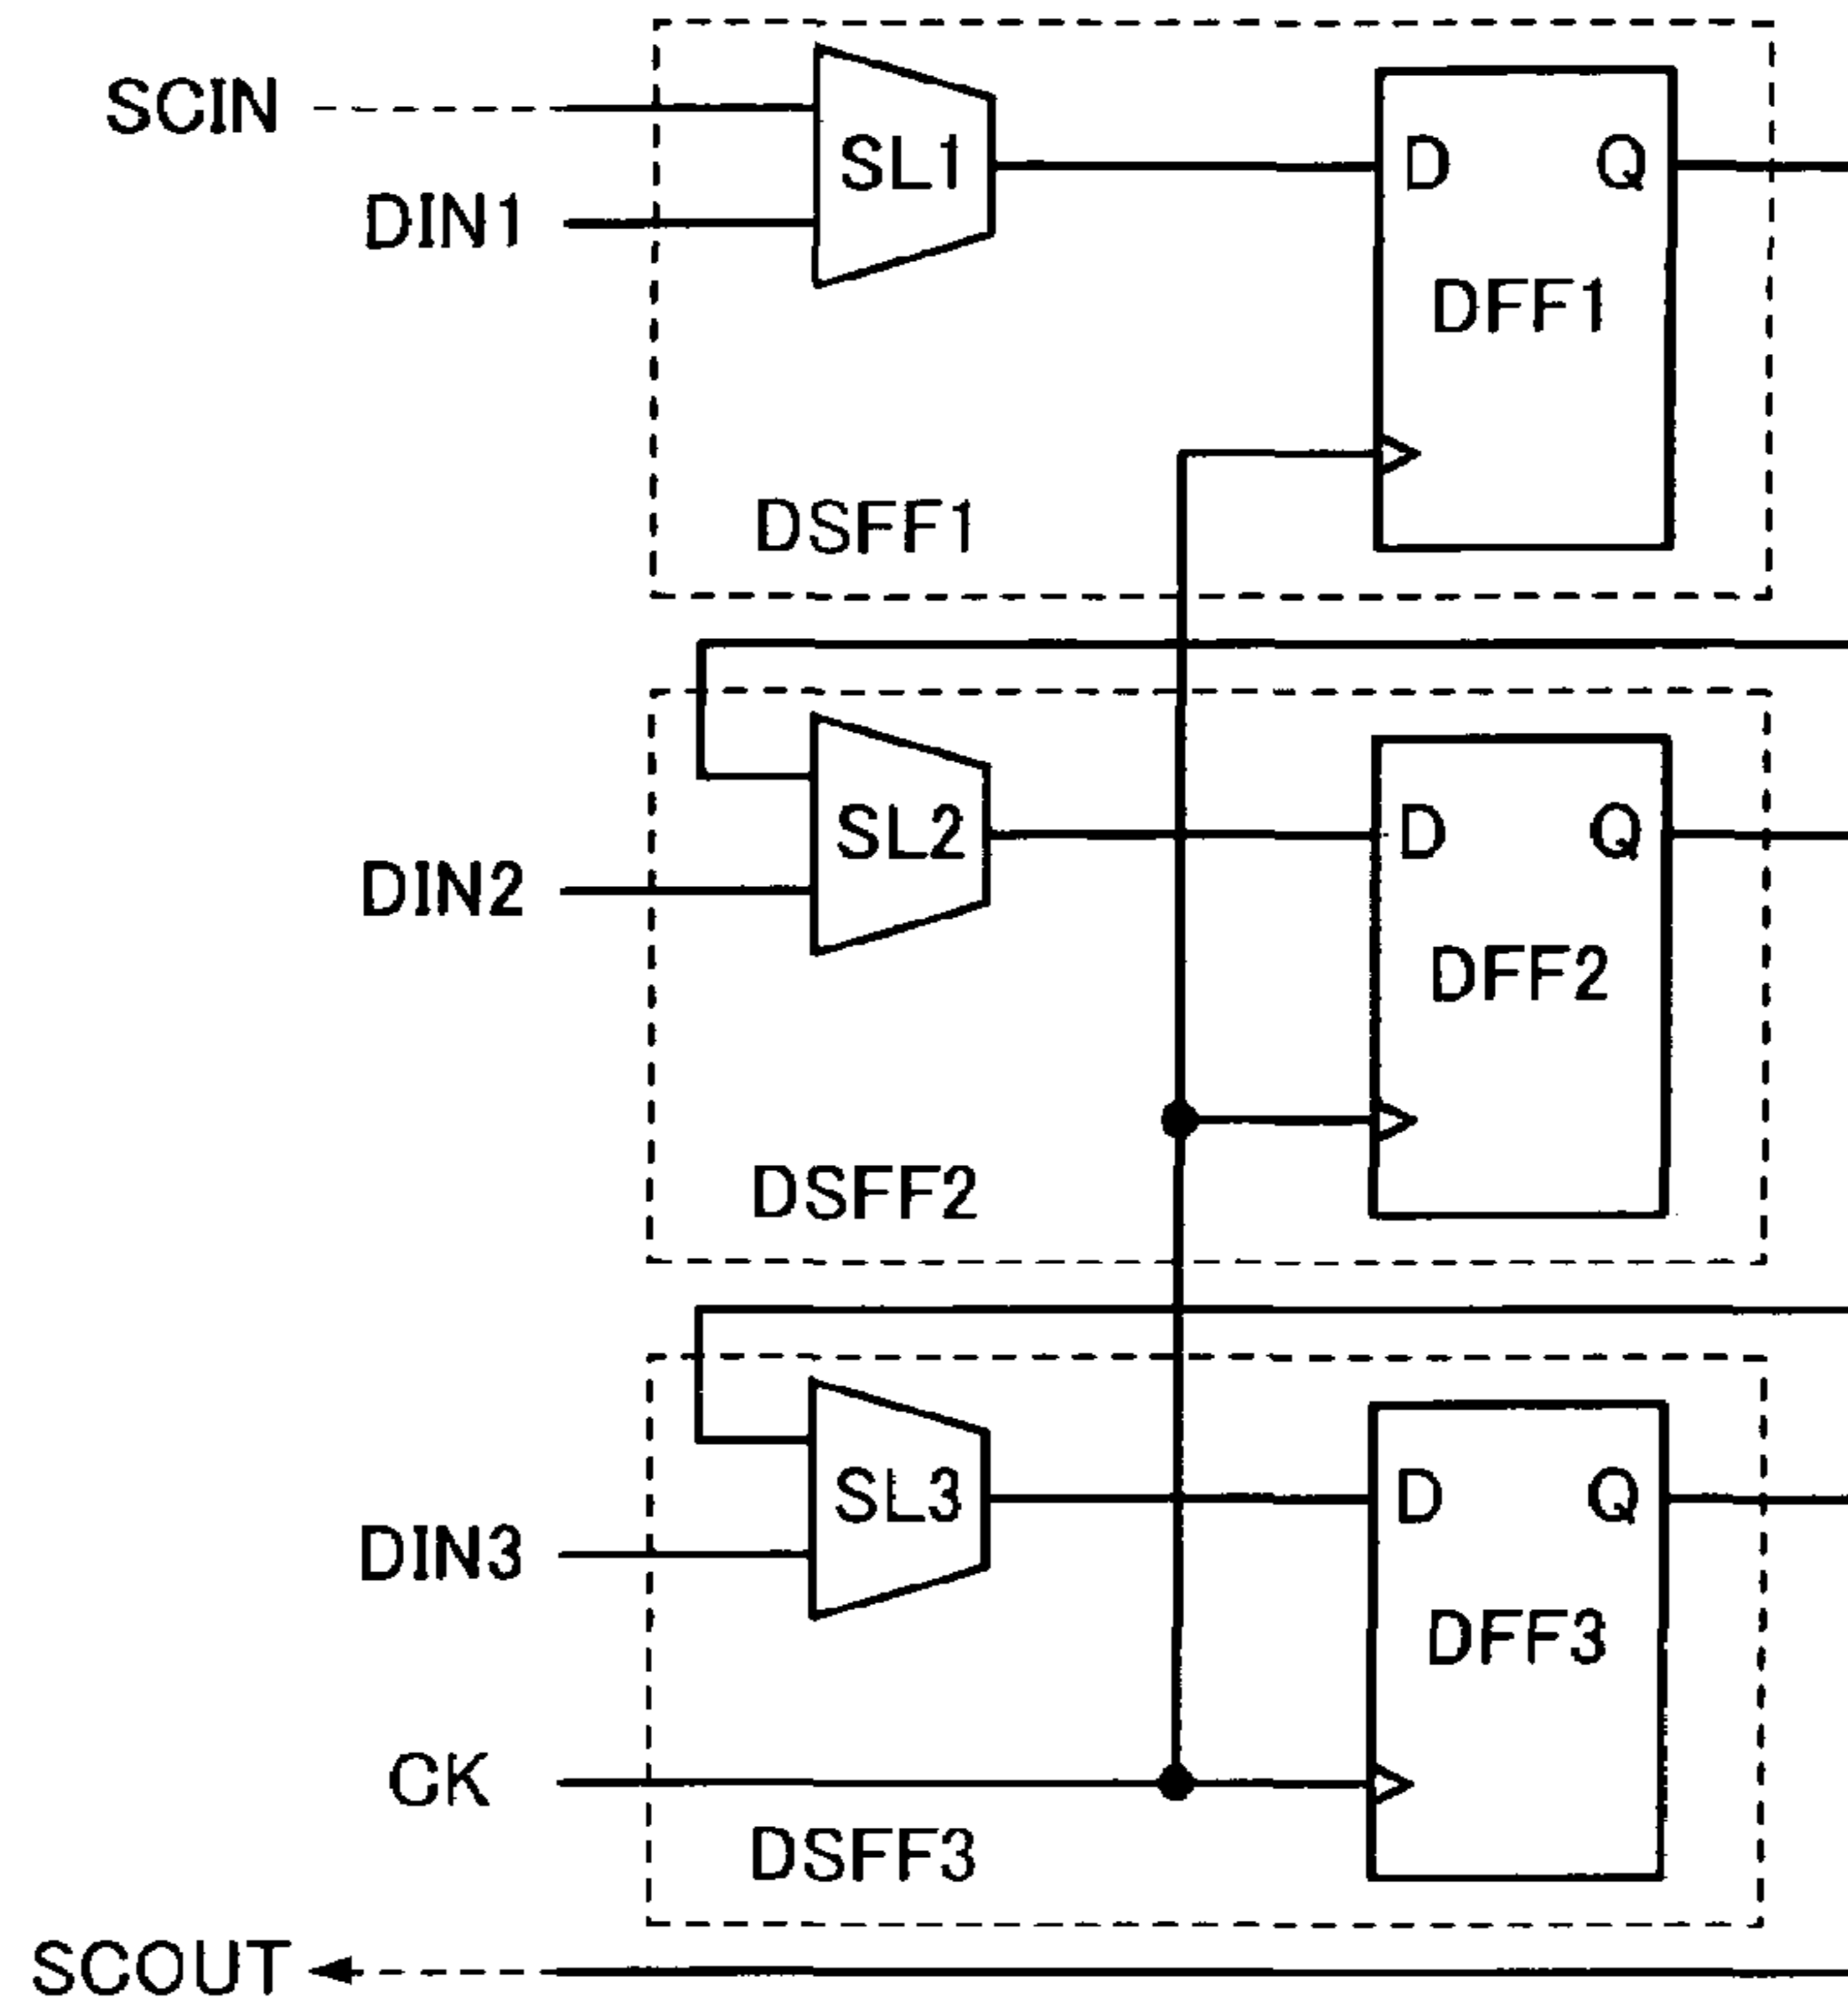 SCIN
SL1
D Q
DIN1
DFF1
DSFF1
SL2
D Q
DIN2
DFF2
DSFF2
SL3
D Q
DIN3
DFF3
CK
DSFF3
SCOUT